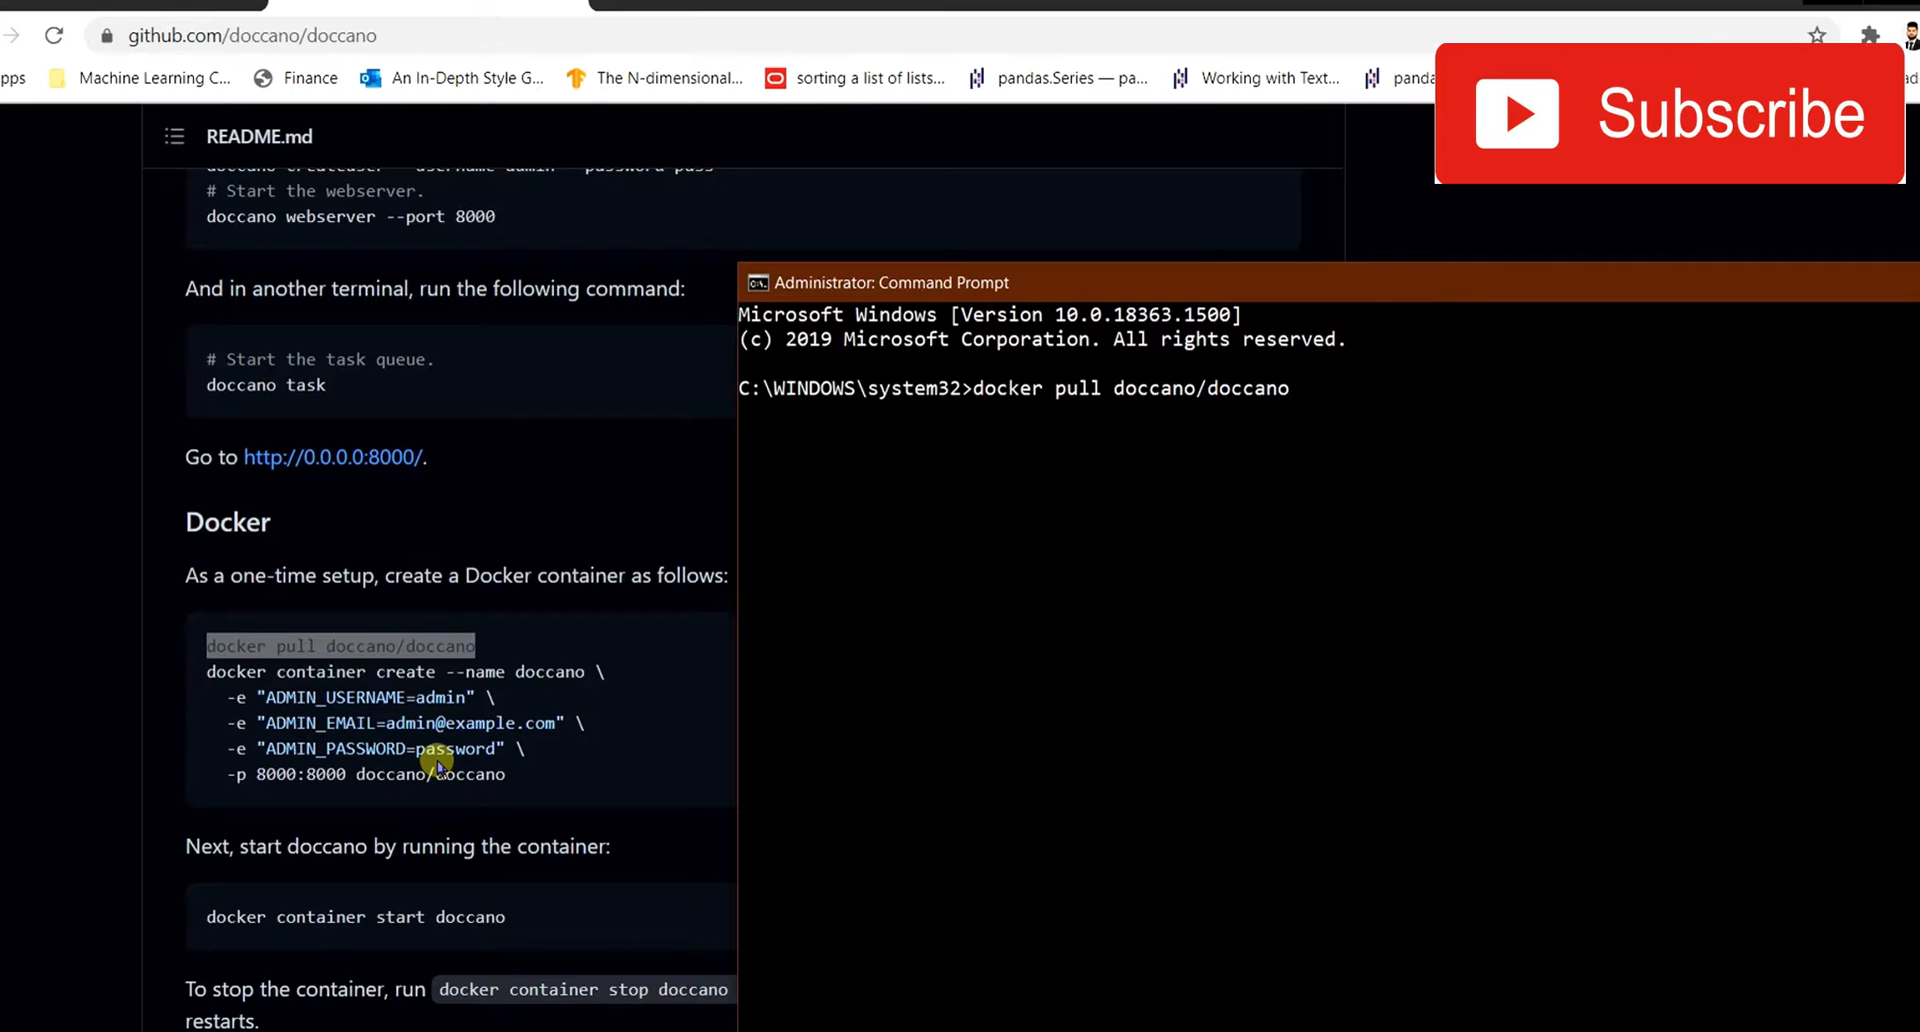 github.com/doccano/doccano
pps Machine Learning C... Finance An In-Depth Style G... The N-dimensional... sorting a list of lists... pandas.Series — pa... Working with Text... panda
Subscribe
README.md
# Start the webserver.
doccano webserver --port 8000
And in another terminal, run the following command:
# Start the task queue.
doccano task
Go to http://0.0.0.0:8000/.
Docker
As a one-time setup, create a Docker container as follows:
docker pull doccano/doccano
docker container create --name doccano \
-e "ADMIN_USERNAME=admin" \
-e "ADMIN_EMAIL=admin@example.com" \
-e "ADMIN_PASSWORD=password" \
-p 8000:8000 doccano/doccano
Next, start doccano by running the container:
docker container start doccano
To stop the container, run docker container stop doccano
restarts.
Administrator: Command Prompt
Microsoft Windows [Version 10.0.18363.1500]
(c) 2019 Microsoft Corporation. All rights reserved.
C:\WINDOWS\system32>docker pull doccano/doccano